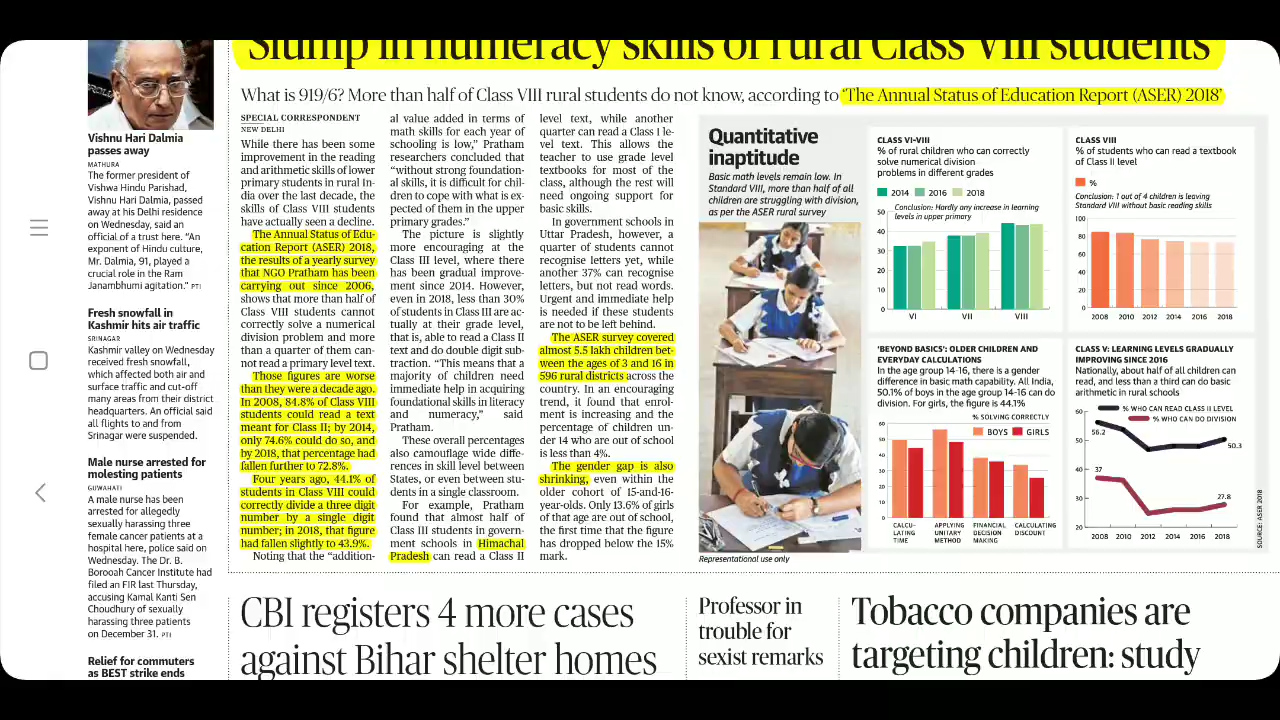 Vishnu Hari Dalmia
passes away
MATHURA
The former president of
Vishwa Hindu Parishad,
Vishnu Hari Dalmia, passed
away at his Delhi residence
on Wednesday, said an
official of a trust here. “An
exponent of Hindu culture,
Mr. Dalmia, 91, played a
crucial role in the Ram
Janambhumi agitation.” PTI
Fresh snowfall in
Kashmir hits air traffic
SRINAGAR
Kashmir valley on Wednesday
received fresh snowfall,
which affected both air and
surface traffic and cut-off
many areas from their district
headquarters. An official said
all flights to and from
Srinagar were suspended.
Male nurse arrested for
molesting patients
GUWAHATI
A male nurse has been
arrested for allegedly
sexually harassing three
female cancer patients at a
hospital here, police said on
Wednesday. The Dr. B.
Borooah Cancer Institute had
filed an FIR last Thursday,
accusing Kamal Kanti Sen
Choudhury of sexually
harassing three patients
on December 31. PTI
Relief for commuters
as BEST strike ends
Slump in numeracy skills of rural Class VIII students
What is 919/6? More than half of Class VIII rural students do not know, according to ‘The Annual Status of Education Report (ASER) 2018’
SPECIAL CORRESPONDENT
NEW DELHI
While there has been some
improvement in the reading
and arithmetic skills of lower
primary students in rural In-
dia over the last decade, the
skills of Class VIII students
have actually seen a decline.
The Annual Status of Edu-
cation Report (ASER) 2018,
the results of a yearly survey
that NGO Pratham has been
carrying out since 2006,
shows that more than half of
Class VIII students cannot
correctly solve a numerical
division problem and more
than a quarter of them can-
not read a primary level text.
Those figures are worse
than they were a decade ago.
In 2008, 84.8% of Class VIII
students could read a text
meant for Class II; by 2014,
only 74.6% could do so, and
by 2018, that percentage had
fallen further to 72.8%.
Four years ago, 44.1% of
students in Class VIII could
correctly divide a three digit
number by a single digit
number; in 2018, that figure
had fallen slightly to 43.9%.
Noting that the “addition-
al value added in terms of
math skills for each year of
schooling is low,” Pratham
researchers concluded that
“without strong foundation-
al skills, it is difficult for chil-
dren to cope with what is ex-
pected of them in the upper
primary grades.”
The picture is slightly
more encouraging at the
Class III level, where there
has been gradual improve-
ment since 2014. However,
even in 2018, less than 30%
of students in Class III are ac-
tually at their grade level,
that is, able to read a Class II
text and do double digit sub-
traction. “This means that a
majority of children need
immediate help in acquiring
foundational skills in literacy
and numeracy,” said
Pratham.
These overall percentages
also camouflage wide diffe-
rences in skill level between
States, or even between stu-
dents in a single classroom.
For example, Pratham
found that almost half of
Class III students in govern-
ment schools in Himachal
Pradesh can read a Class II
level text, while another
quarter can read a Class I le-
vel text. This allows the
teacher to use grade level
textbooks for most of the
class, although the rest will
need ongoing support for
basic skills.
In government schools in
Uttar Pradesh, however, a
quarter of students cannot
recognise letters yet, while
another 37% can recognise
letters, but not read words.
Urgent and immediate help
is needed if these students
are not to be left behind.
The ASER survey covered
almost 5.5 lakh children bet-
ween the ages of 3 and 16 in
596 rural districts across the
country. In an encouraging
trend, it found that enrol-
ment is increasing and the
percentage of children un-
der 14 who are out of school
is less than 4%.
The gender gap is also
shrinking, even within the
older cohort of 15-and-16-
year-olds. Only 13.6% of girls
of that age are out of school,
the first time that the figure
has dropped below the 15%
mark.
Quantitative
inaptitude
Basic math levels remain low. In
Standard VIII, more than half of all
children are struggling with division,
as per the ASER rural survey
Representative use only
CLASS VI-VIII
% of rural children who can correctly
solve numerical division
problems in different grades
2014 2016 2018
Conclusion: Hardly any increase in learning
levels in upper primary
50
40
30
20
10
0
VI VII VIII
CLASS VIII
% of students who can read a textbook
of Class II level
%
Conclusion: 1 out of 4 children is leaving
Standard VIII without basic reading skills
100
80
60
40
20
0
2008 2010 2012 2014 2016 2018
‘BEYOND BASICS’: OLDER CHILDREN AND
EVERYDAY CALCULATIONS
In the age group 14-16, there is a gender
difference in basic math capability. All India,
50.1% of boys in the age group 14-16 can do
division. For girls, the figure is 44.1%
% SOLVING CORRECTLY
BOYS GIRLS
60
50
40
30
20
10
0
CALCU-
LATING
TIME
APPLYING
UNITARY
METHOD
FINANCIAL
DECISION
MAKING
CALCULATING
DISCOUNT
CLASS V: LEARNING LEVELS GRADUALLY
IMPROVING SINCE 2016
Nationally, about half of all children can
read, and less than a third can do basic
arithmetic in rural schools
% WHO CAN READ CLASS II LEVEL
% WHO CAN DO DIVISION
60
56.2
50
50.3
40
37
30
27.8
20
2008 2010 2012 2014 2016 2018
SOURCE: ASER 2018
CBI registers 4 more cases
against Bihar shelter homes
Professor in
trouble for
sexist remarks
Tobacco companies are
targeting children: study